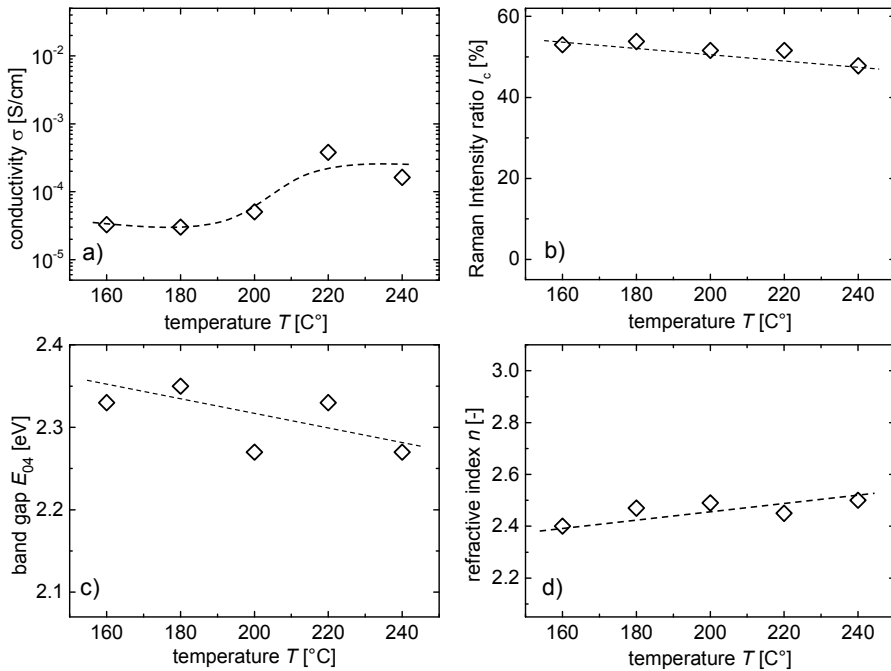 10⁻²
10⁻³
10⁻⁴
10⁻⁵
conductivity σ [S/cm]
a)
160 180 200 220 240
temperature T [C°]
60
40
20
0
Raman Intensity ratio I_c [%]
b)
160 180 200 220 240
temperature T [C°]
2.4
2.3
2.2
2.1
band gap E₀₄ [eV]
c)
160 180 200 220 240
temperature T [°C]
3.0
2.8
2.6
2.4
2.2
refractive index n [-]
d)
160 180 200 220 240
temperature T [C°]